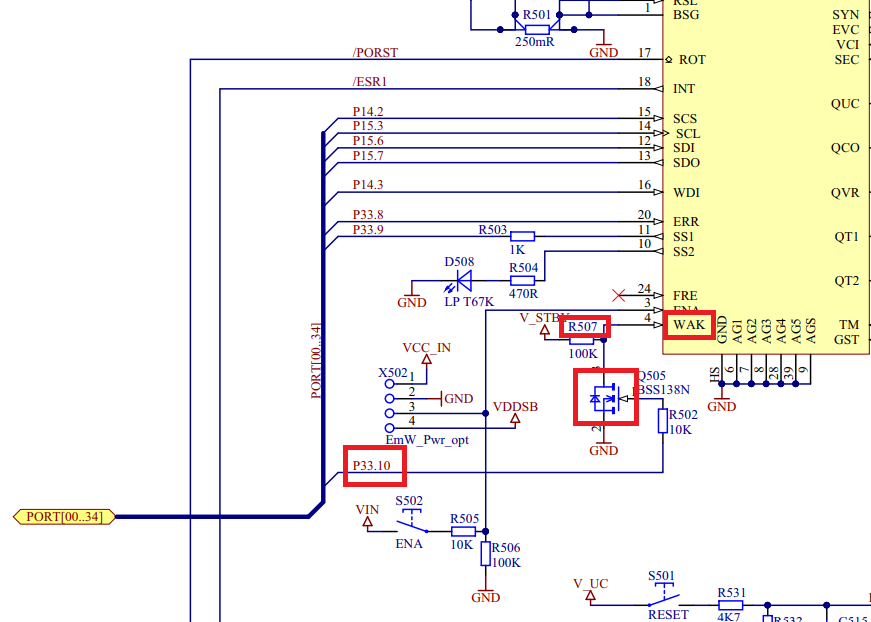 RSL
1 BSG
SYN
EVC
VCI
SEC
R501
250mR
GND
/PORST 17 ROT
/ESR1 18 INT
QUC
P14.2 15 SCS
P15.3 14 SCL
P15.6 12 SDI
P15.7 13 SDO
QCO
P14.3 16 WDI
QVR
P33.8 20 ERR
P33.9 R503 11 SS1
1K
QT1
10 SS2
D508
R504
GND
LP T67K
470R
24 FRE
3 ENA
QT2
V_STBY R507 4 WAK
100K
TM
GST
GND
AG1
AG2
AG3
AG4
AG5
AGS
HS
6
7
8
28
39
9
GND
PORT[00..34]
VCC_IN
X502
1
2 GND
3
4
VDDSB
EmW_Pwr_opt
Q505
BSS138N
2
GND
R502
10K
P33.10
PORT[00..34]
VIN
S502
ENA
R505
10K
R506
100K
GND
V_UC
S501
RESET
R531
4K7
R532
C515